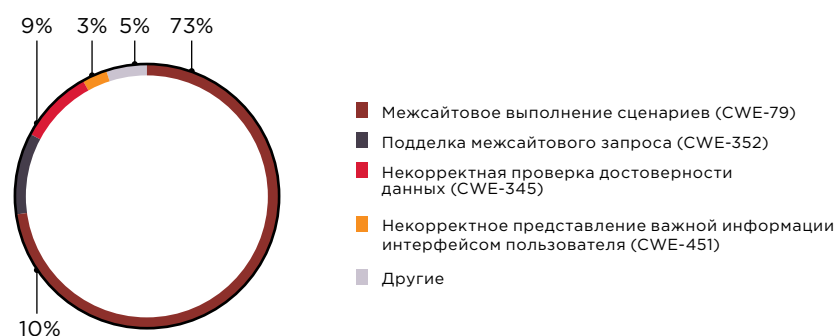 9% 3% 5% 73%
Межсайтовое выполнение сценариев (CWE-79)
Подделка межсайтового запроса (CWE-352)
Некорректная проверка достоверности
данных (CWE-345)
Некорректное представление важной информации
интерфейсом пользователя (CWE-451)
Другие
10%